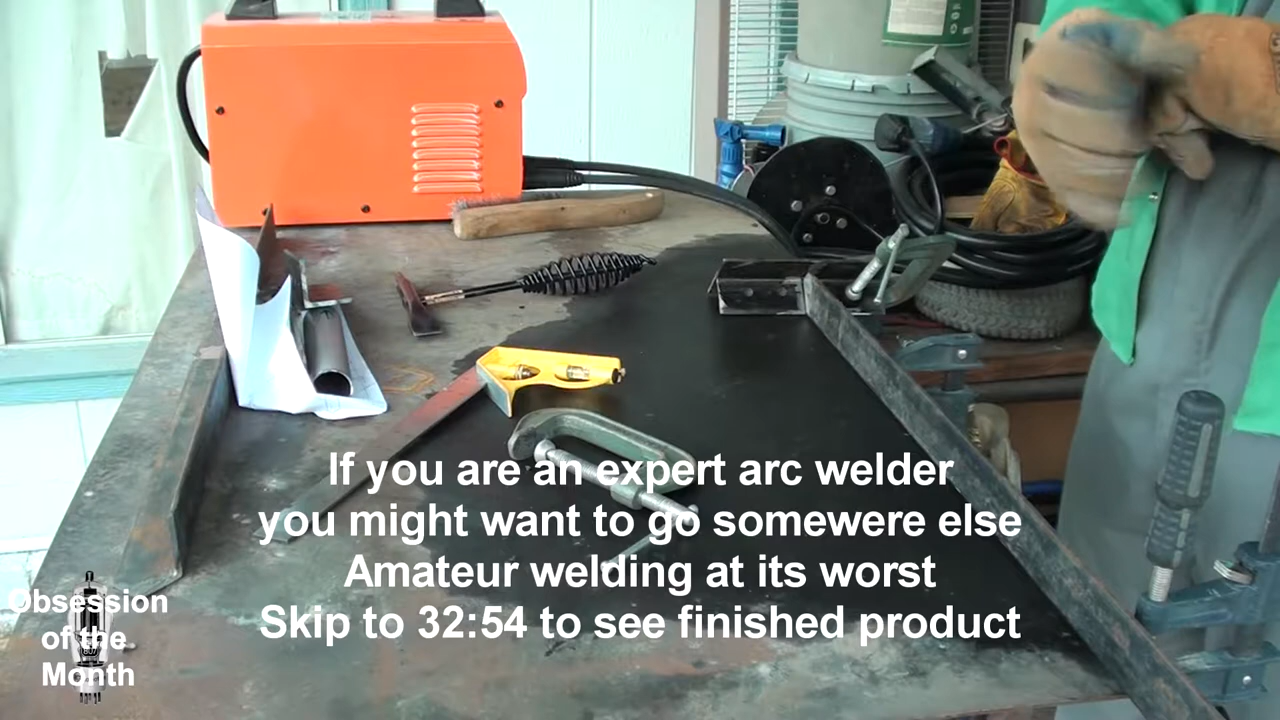 If you are an expert arc welder
you might want to go somewere else
Amateur welding at its worst
Skip to 32:54 to see finished product
Obsession
of the
Month
807